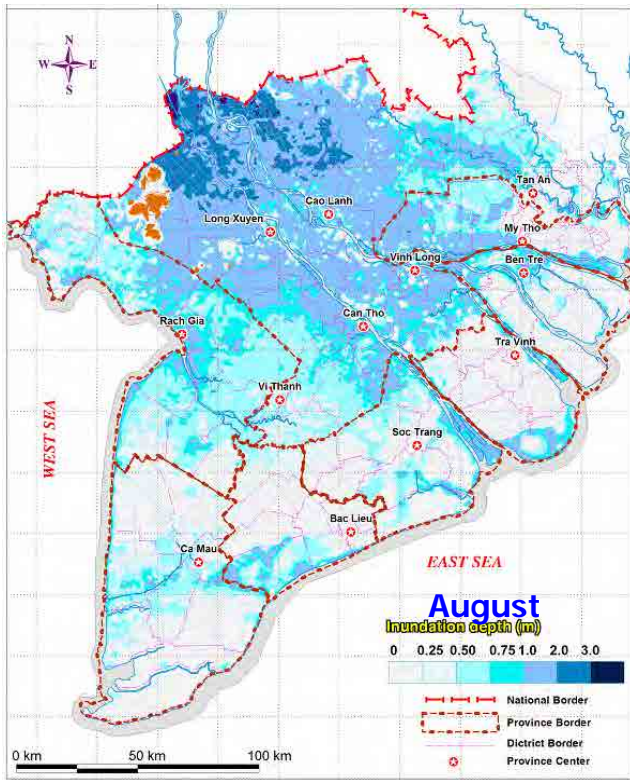 N
W E
S
Tan An
Cao Lanh
Long Xuyen
My Tho
Vinh Long
Ben Tre
Can Tho
Rach Gia
Tra Vinh
Vi Thanh
WEST SEA
Soc Trang
Bac Lieu
Ca Mau
EAST SEA
August
Inundation depth (m)
0 0.25 0.50 0.75 1.0 2.0 3.0
National Border
Province Border
Dictrict Border
Province Center
0 km 50 km 100 km